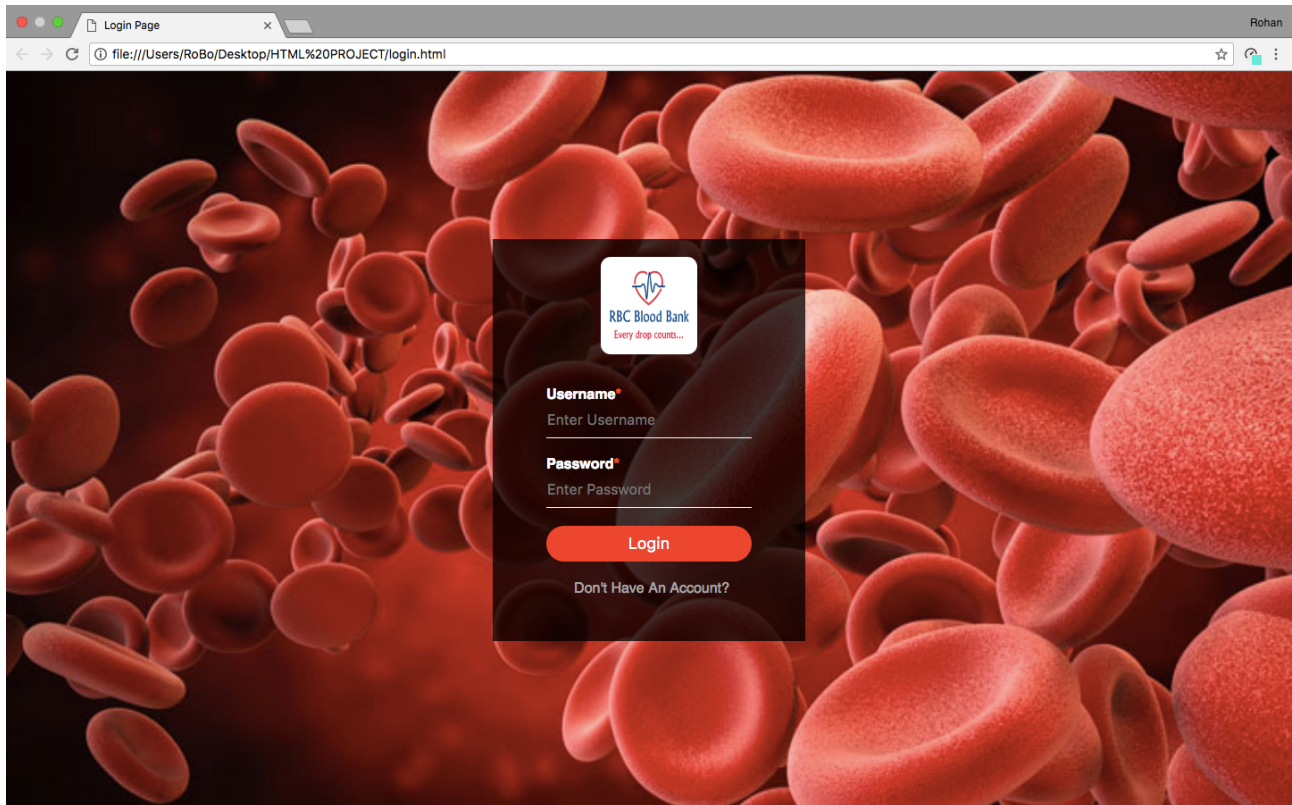 Login Page
Rohan
file:///Users/RoBo/Desktop/HTML%20PROJECT/login.html
RBC Blood Bank
Every drop counts...
Username*
Enter Username
Password*
Enter Password
Login
Don't Have An Account?